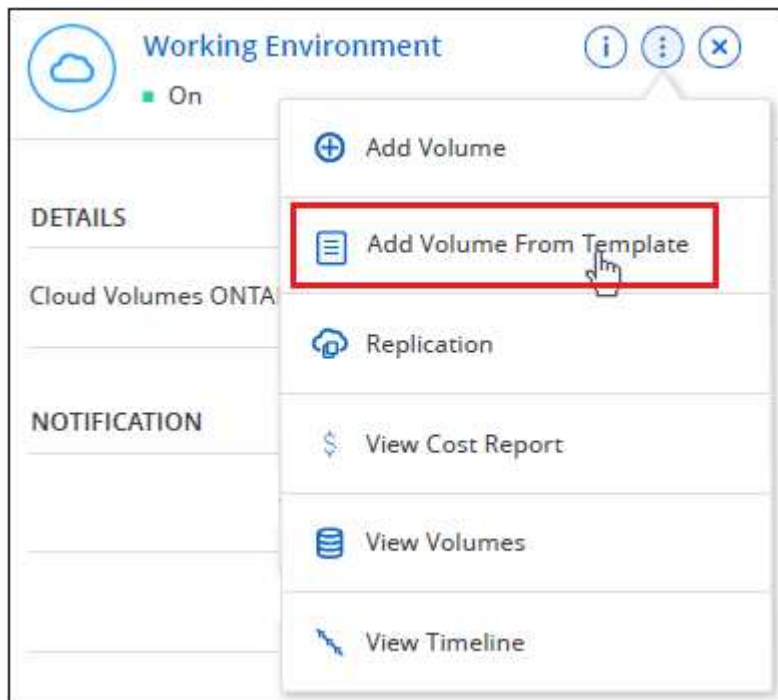 Working Environment
On
Add Volume
DETAILS
Add Volume From Template
Cloud Volumes ONTA
Replication
NOTIFICATION
$ View Cost Report
View Volumes
View Timeline